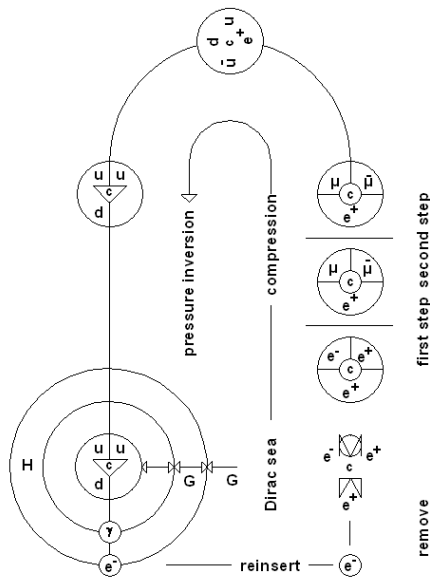 u
d u
c +
ū e
u u
c
d
μ μ̄
c
e+
μ μ̄
c
e+
e- e+
c
e+
pressure inversion
compression
first step second step
H
u u
c
d
G G
γ
e-
Dirac sea
e- e+
c
e+
remove
reinsert
e-